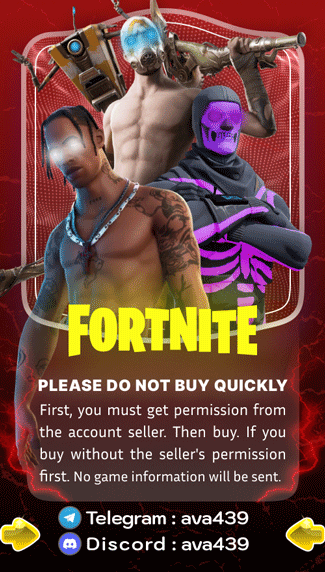 FORTNITE
PLEASE DO NOT BUY QUICKLY
First, you must get permission from
the account seller. Then buy. If you
buy without the seller's permission
first. No game information will be sent.
Telegram : ava439
Discord : ava439